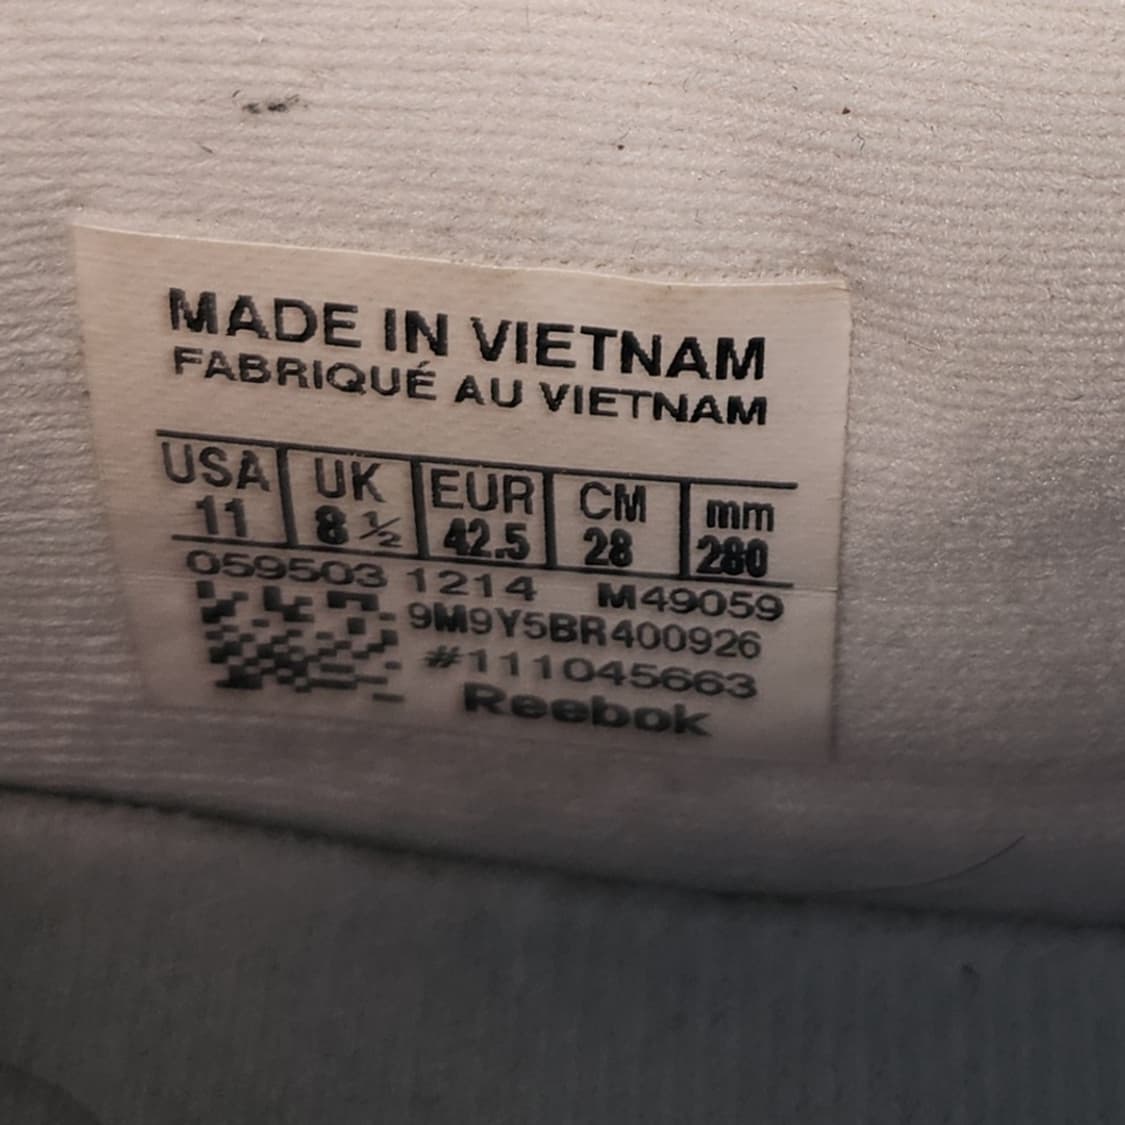 MADE IN VIETNAM
FABRIQUÉ AU VIETNAM
USA UK EUR CM mm
11 8 ½ 42.5 28 280
059503 1214 M49059
9M9Y5BR400926
#111045663
Reebok